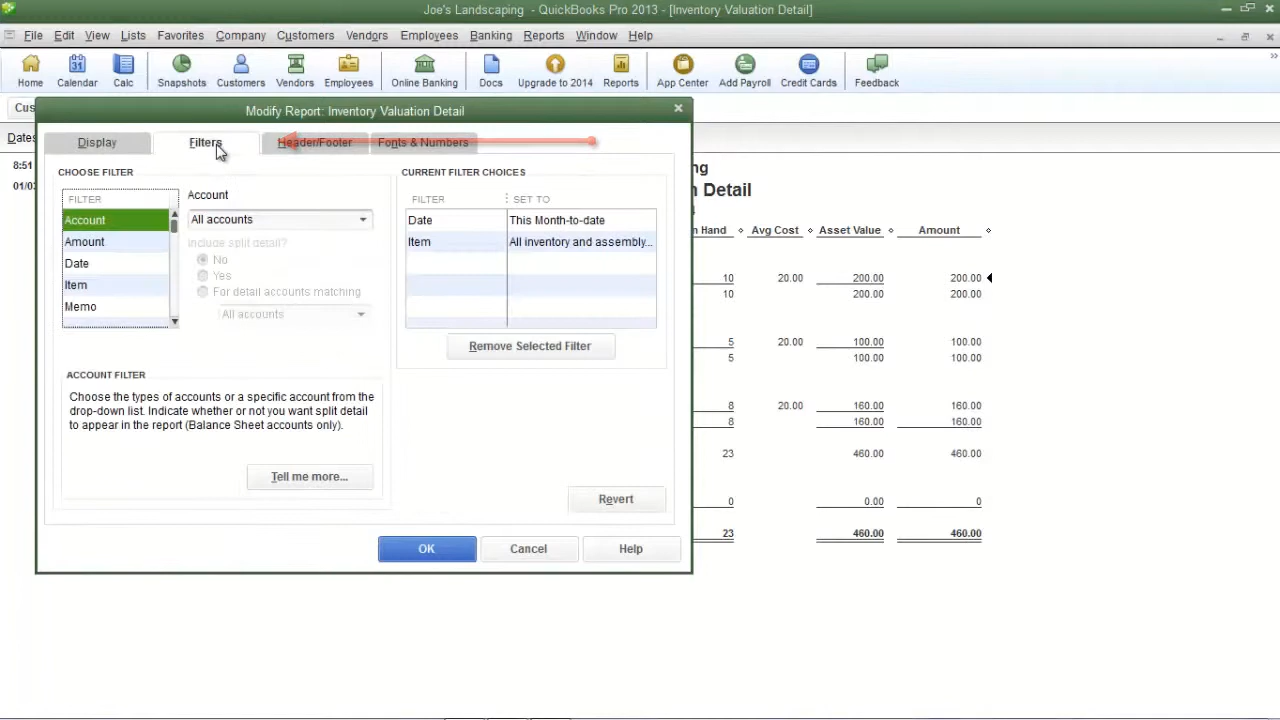 Joe's Landscaping - QuickBooks Pro 2013 - [Inventory Valuation Detail]
File Edit View Lists Favorites Company Customers Vendors Employees Banking Reports Window Help
31
Home Calendar Calc Snapshots Customers Vendors Employees Online Banking Docs Upgrade to 2014 Reports App Center Add Payroll Credit Cards Feedback
Cus
Modify Report: Inventory Valuation Detail
Dates
Display Filters Header/Footer Fonts & Numbers
8:51
01/0
CHOOSE FILTER
FILTER
Account
Amount
Date
Item
Memo
Account
All accounts
Include split detail?
No
Yes
For detail accounts matching
All accounts
CURRENT FILTER CHOICES
FILTER SET TO
Date This Month-to-date
Item All inventory and assembly...
Remove Selected Filter
ACCOUNT FILTER
Choose the types of accounts or a specific account from the
drop-down list. Indicate whether or not you want split detail
to appear in the report (Balance Sheet accounts only).
Tell me more...
Revert
OK Cancel Help
ng
n Detail
n Hand Avg Cost Asset Value Amount
10 20.00 200.00 200.00
10 200.00 200.00
5 20.00 100.00 100.00
5 100.00 100.00
8 20.00 160.00 160.00
8 160.00 160.00
23 460.00 460.00
0 0.00 0
23 460.00 460.00